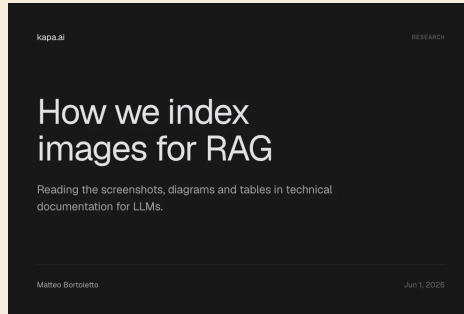 kapa.ai
RESEARCH
How we index
images for RAG
Reading the screenshots, diagrams and tables in technical
documentation for LLMs.
Matteo Bortoletto
Jun 1, 2026